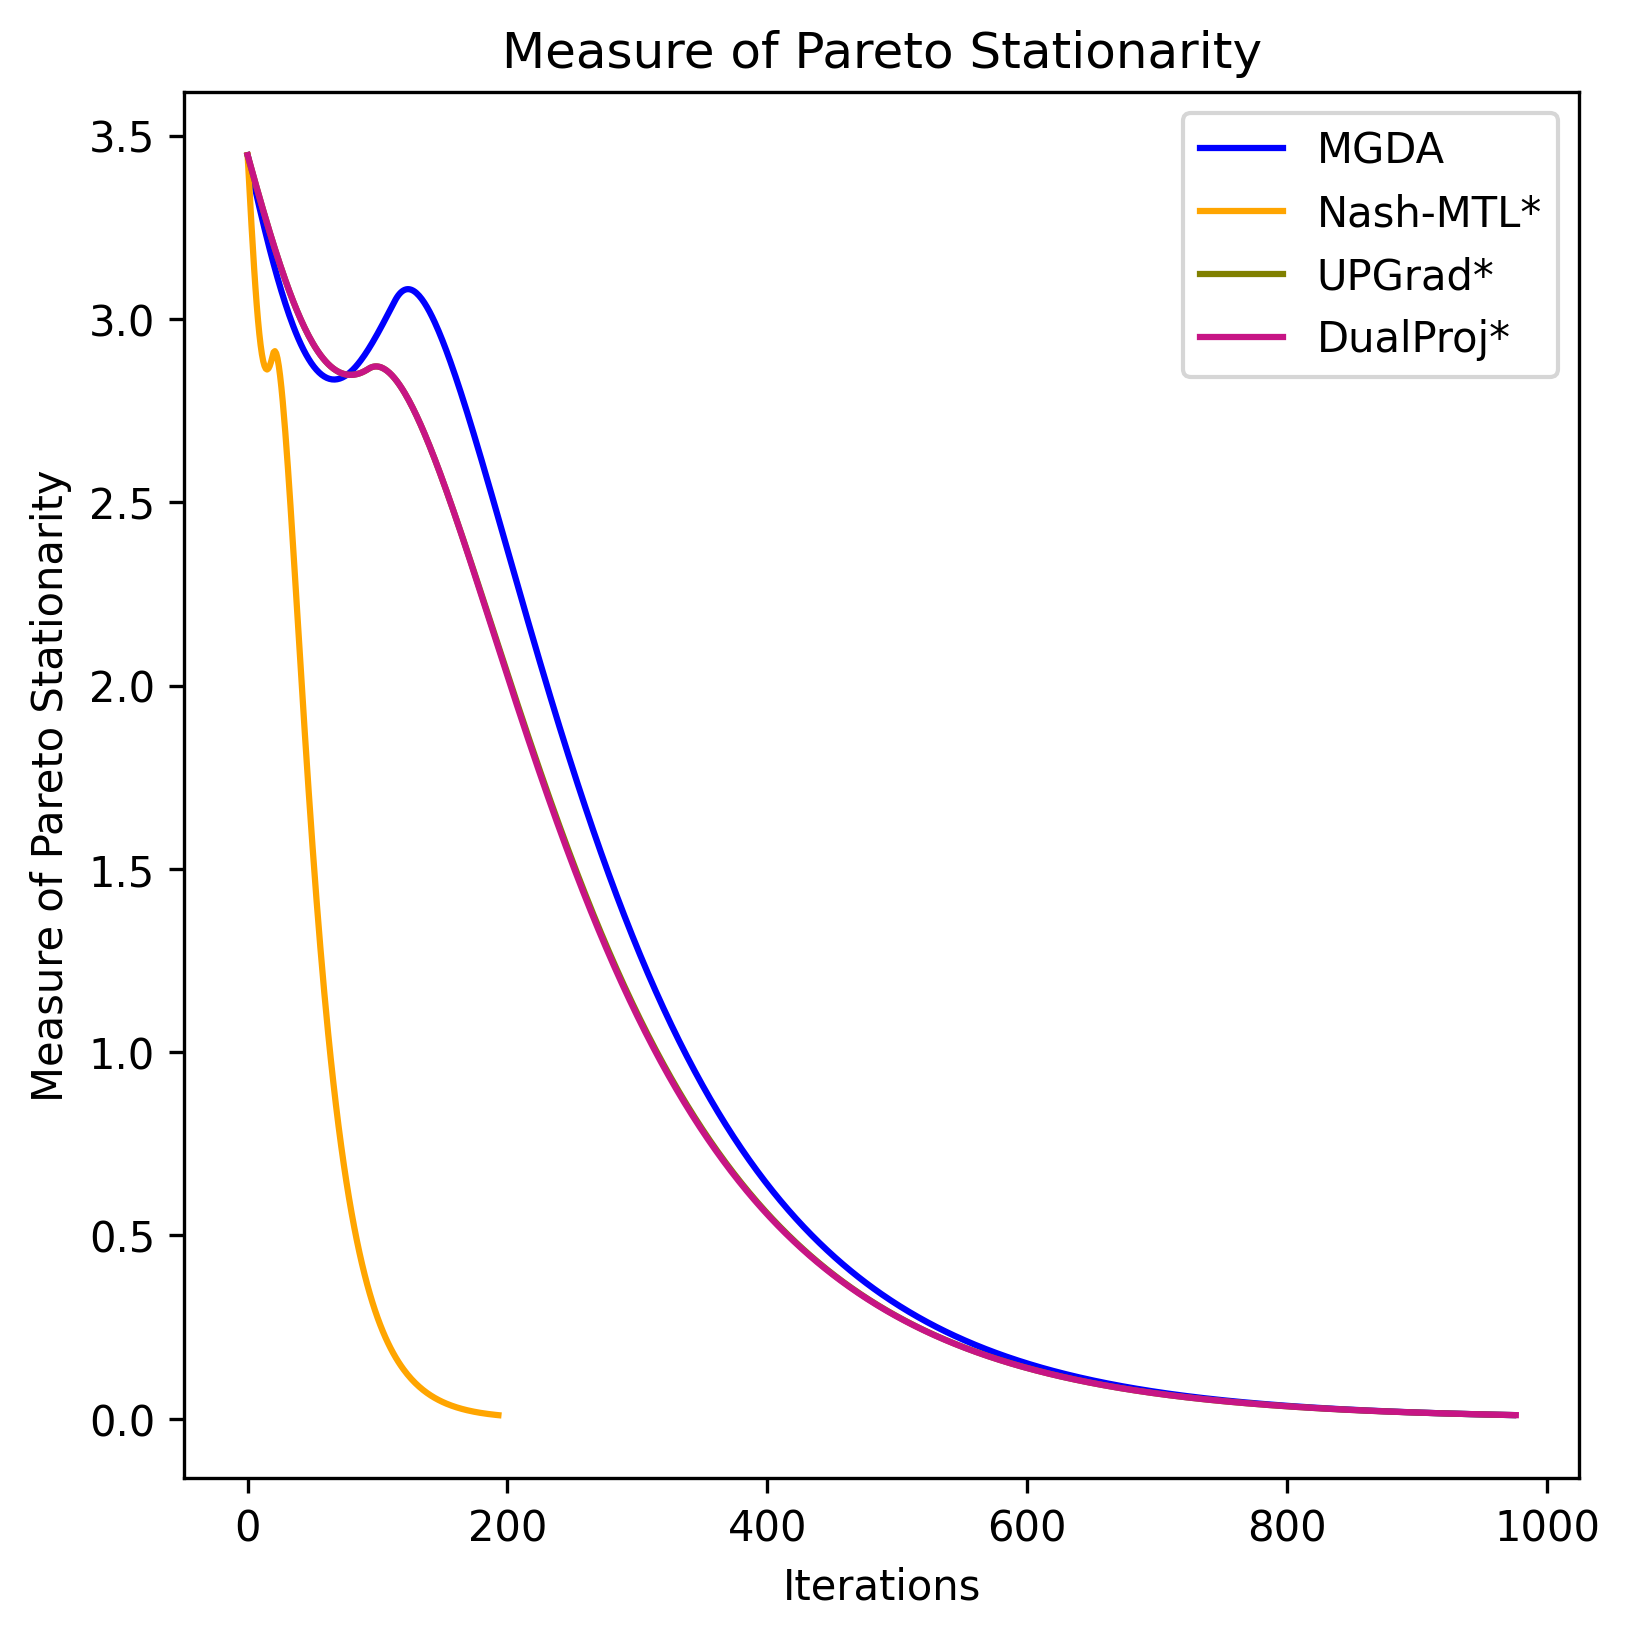 Measure of Pareto Stationarity
3.5
3.0
2.5
2.0
1.5
1.0
0.5
0.0
Measure of Pareto Stationarity
MGDA
Nash-MTL*
UPGrad*
DualProj*
0 200 400 600 800 1000
Iterations